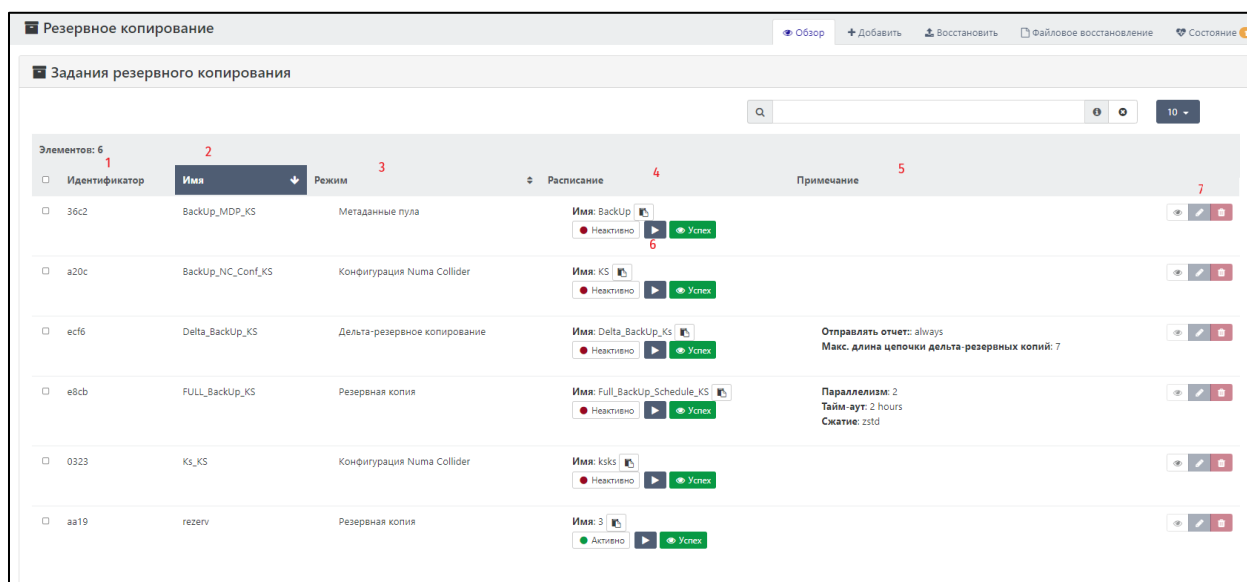 Резервное копирование
Обзор
Добавить
Восстановить
Файловое восстановление
Состояние
Задания резервного копирования
10
Элементов: 6
1
2
3
4
5
7
Идентификатор
Имя
Режим
Расписание
Примечание
36c2
BackUp_MDP_KS
Метаданные пула
Имя: BackUp
Неактивно
Успех
6
a20c
BackUp_NC_Conf_KS
Конфигурация Numa Collider
Имя: KS
Неактивно
Успех
ecf6
Delta_BackUp_KS
Дельта-резервное копирование
Имя: Delta_BackUp_Ks
Неактивно
Успех
Отправлять отчет:: always
Макс. длина цепочки дельта-резервных копий: 7
e8cb
FULL_BackUp_KS
Резервная копия
Имя: Full_BackUp_Schedule_KS
Неактивно
Успех
Параллелизм: 2
Тайм-аут: 2 hours
Сжатие: zstd
0323
Ks_KS
Конфигурация Numa Collider
Имя: ksks
Неактивно
Успех
aa19
rezerv
Резервная копия
Имя: 3
Активно
Успех